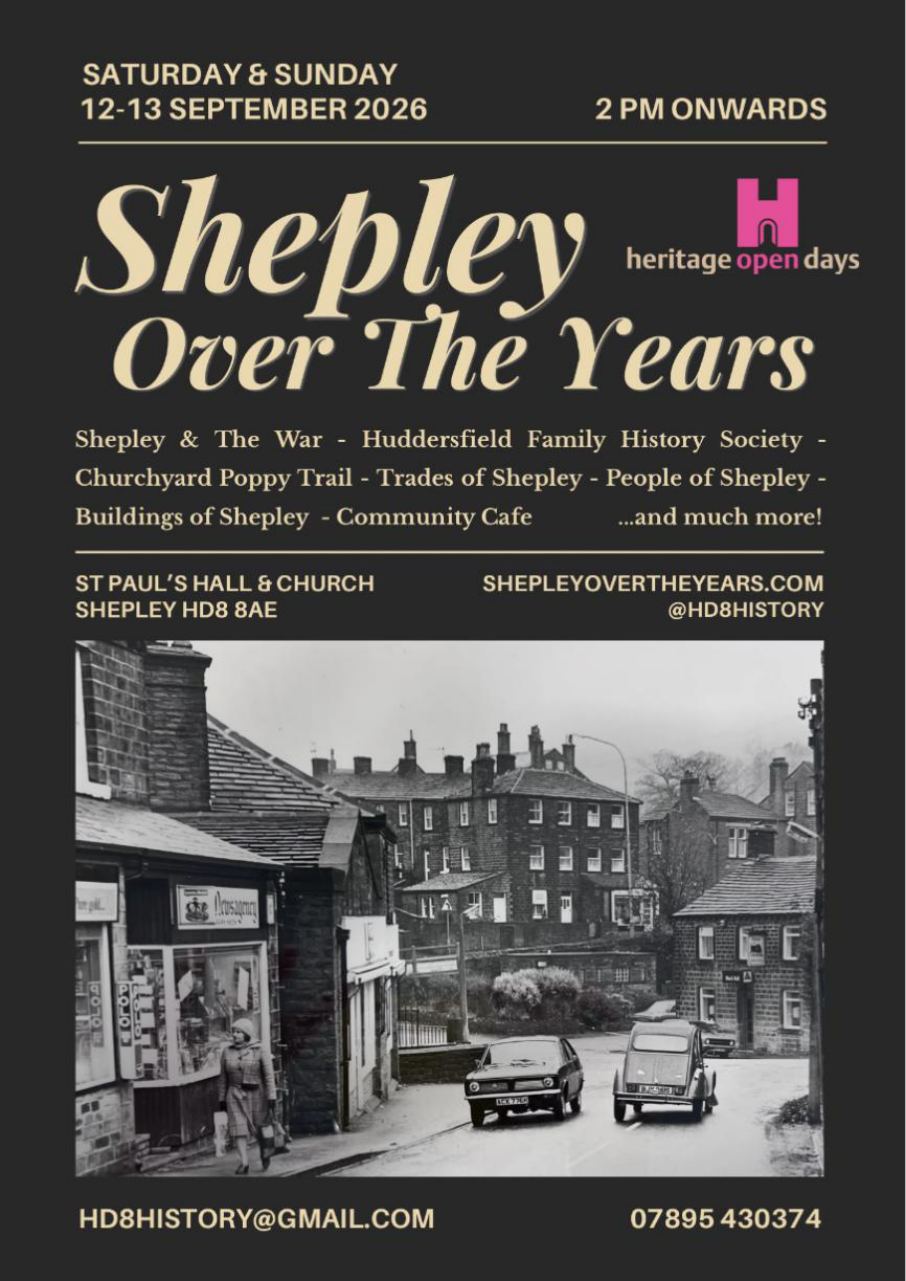 SATURDAY & SUNDAY
12-13 SEPTEMBER 2026
2 PM ONWARDS
Shepley
Over The Years
heritage open days
Shepley & The War - Huddersfield Family History Society -
Churchyard Poppy Trail - Trades of Shepley - People of Shepley -
Buildings of Shepley - Community Cafe ...and much more!
ST PAUL'S HALL & CHURCH
SHEPLEY HD8 8AE
SHEPLEYOVERTHEYEARS.COM
@HD8HISTORY
Newsagency
POLO
POLO
HD8HISTORY@GMAIL.COM
07895 430374